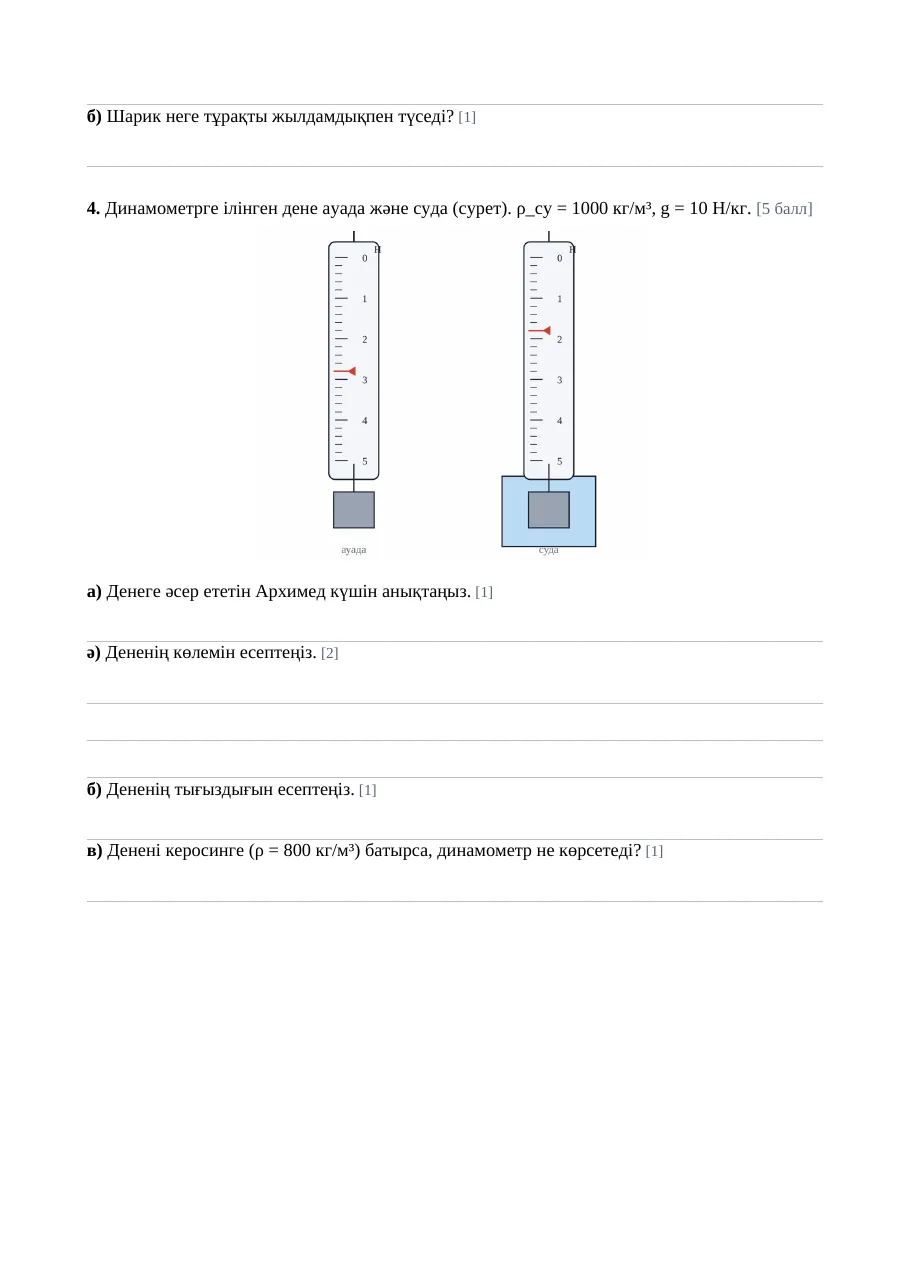 б) Шарик неге тұрақты жылдамдықпен түседі? [1]
4. Динамометрге ілінген дене ауада және суда (сурет). ρ_су = 1000 кг/м³, g = 10 Н/кг. [5 балл]
Н Н
0 0
1 1
2 2
3 3
4 4
5 5
ауада суда
а) Денеге әсер ететін Архимед күшін анықтаңыз. [1]
ә) Дененің көлемін есептеңіз. [2]
б) Дененің тығыздығын есептеңіз. [1]
в) Денені керосинге (ρ = 800 кг/м³) батырса, динамометр не көрсетеді? [1]